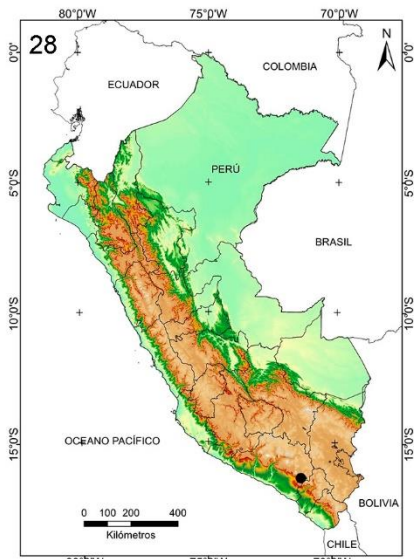 80°0'W 75°0'W 70°0'W
28
N
0°0' 0°0'
COLOMBIA
ECUADOR
PERÚ
5°0'S 5°0'S
BRASIL
10°0'S 10°0'S
15°0'S 15°0'S
OCEANO PACÍFICO
BOLIVIA
0 100 200 400
Kilómetros
CHILE